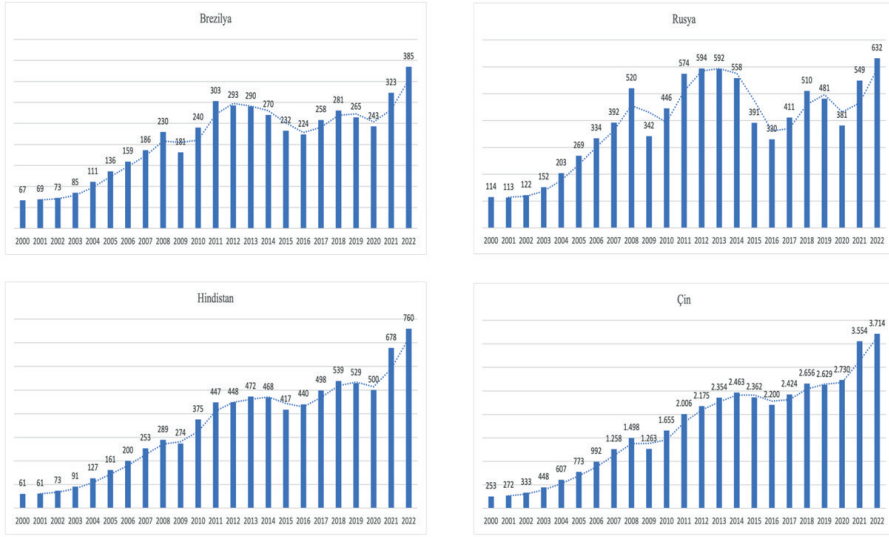 Brezilya
67 69 73 85 111 136 159 186 230 181 240 303 293 290 270 232 224 258 281 265 243 323 385
2000 2001 2002 2003 2004 2005 2006 2007 2008 2009 2010 2011 2012 2013 2014 2015 2016 2017 2018 2019 2020 2021 2022
Rusya
114 113 122 152 203 269 334 392 520 342 446 574 594 592 558 391 330 411 510 481 381 549 632
2000 2001 2002 2003 2004 2005 2006 2007 2008 2009 2010 2011 2012 2013 2014 2015 2016 2017 2018 2019 2020 2021 2022
Hindistan
61 61 73 91 127 161 200 253 289 274 375 447 448 472 468 417 440 498 539 529 500 678 760
2000 2001 2002 2003 2004 2005 2006 2007 2008 2009 2010 2011 2012 2013 2014 2015 2016 2017 2018 2019 2020 2021 2022
Çin
253 272 333 448 607 773 992 1.258 1.498 1.263 1.655 2.006 2.175 2.354 2.463 2.362 2.200 2.424 2.656 2.629 2.730 3.554 3.714
2000 2001 2002 2003 2004 2005 2006 2007 2008 2009 2010 2011 2012 2013 2014 2015 2016 2017 2018 2019 2020 2021 2022